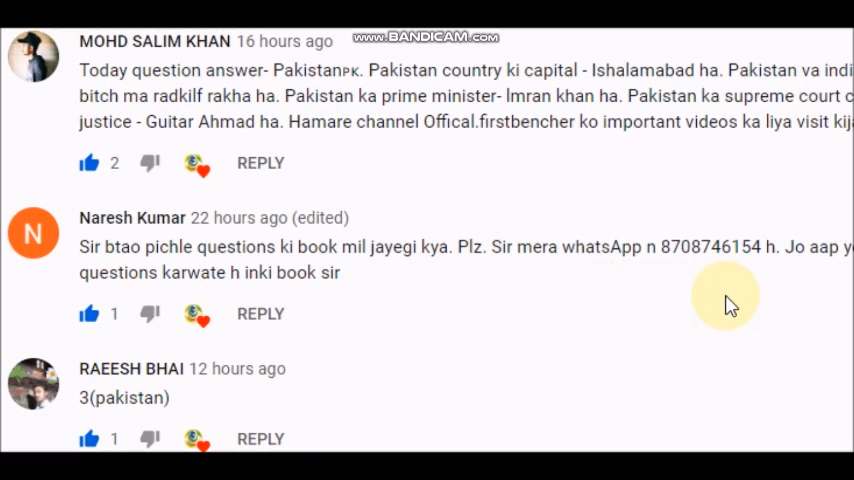 www.BANDICAM.com
MOHD SALIM KHAN 16 hours ago
Today question answer- Pakistanᴘᴋ. Pakistan country ki capital - Ishalamabad ha. Pakistan va indi
bitch ma radkilf rakha ha. Pakistan ka prime minister- Imran khan ha. Pakistan ka supreme court c
justice - Guitar Ahmad ha. Hamare channel Offical.firstbencher ko important videos ka liya visit kij
2 REPLY
N
Naresh Kumar 22 hours ago (edited)
Sir btao pichle questions ki book mil jayegi kya. Plz. Sir mera whatsApp n 8708746154 h. Jo aap y
questions karwate h inki book sir
1 REPLY
RAEESH BHAI 12 hours ago
3(pakistan)
1 REPLY